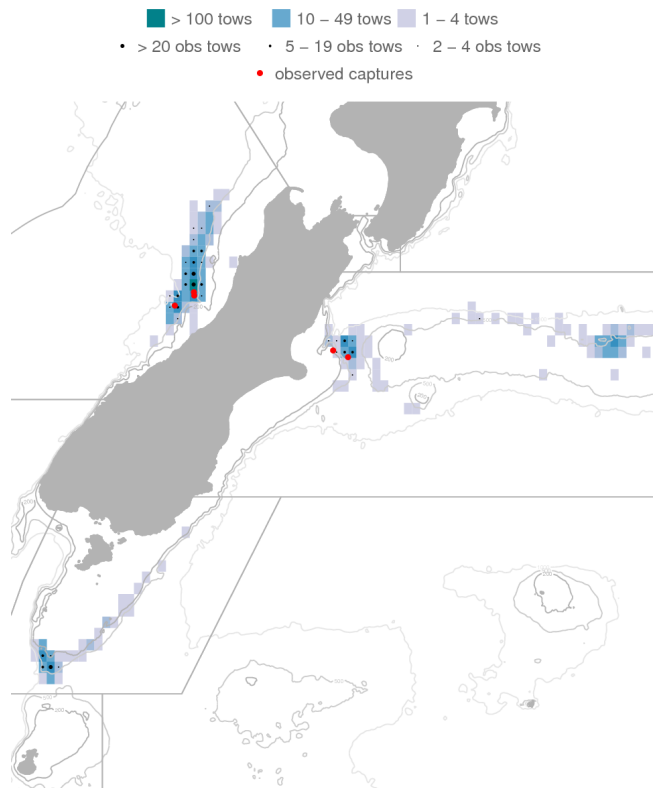 > 100 tows 10 − 49 tows 1 − 4 tows
> 20 obs tows 5 − 19 obs tows 2 − 4 obs tows
observed captures